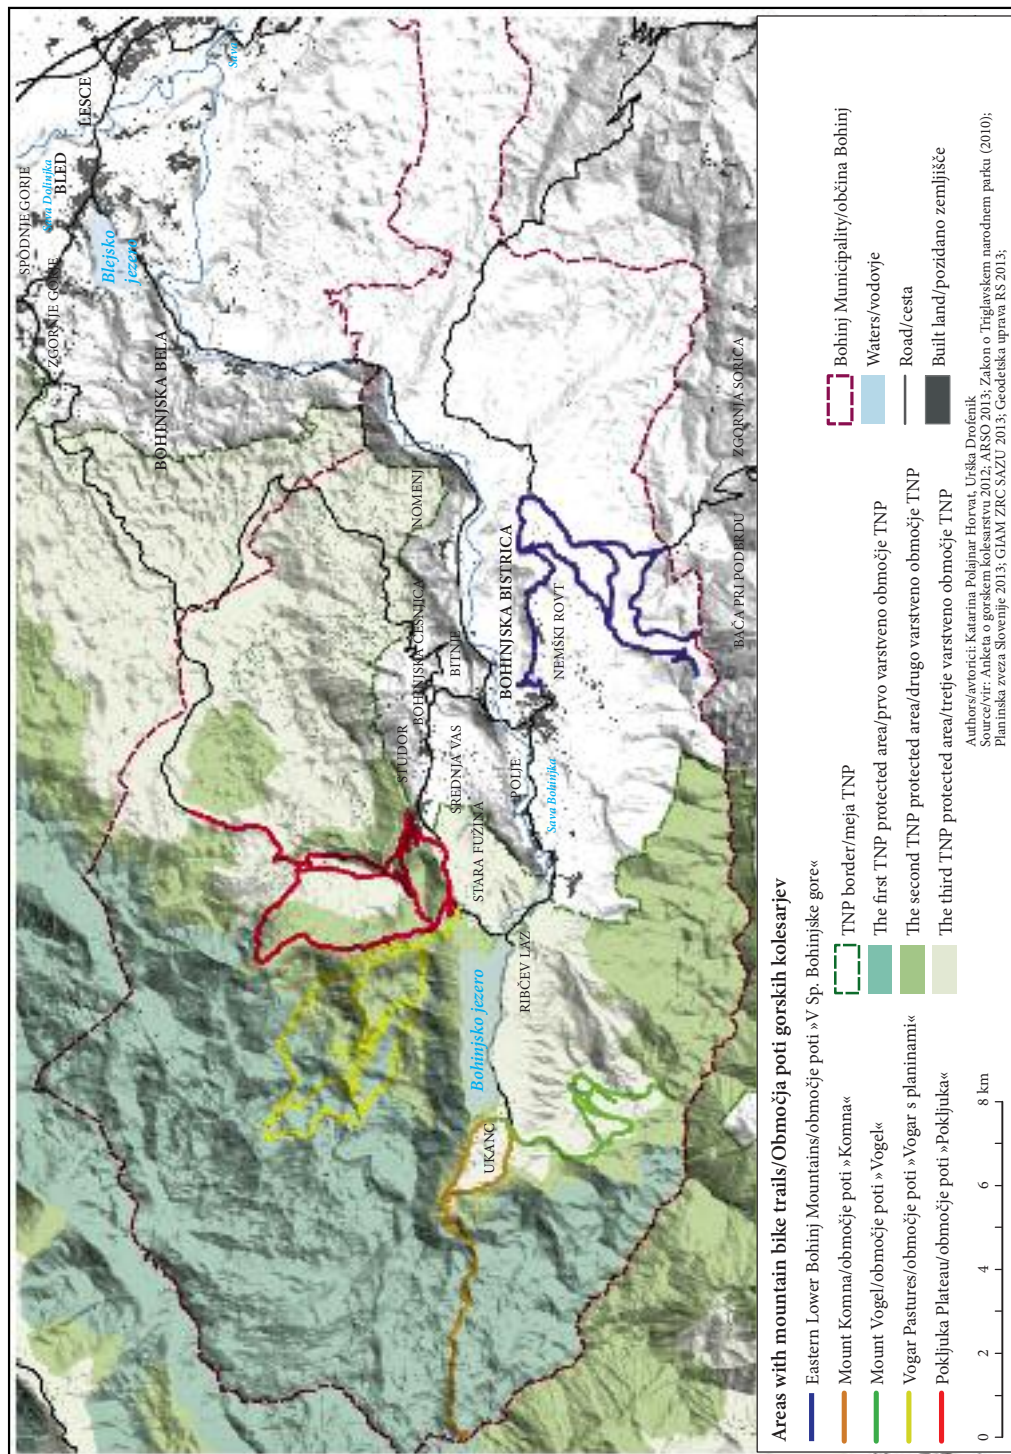 SPODNJE GORJE
Sava Dolinjka
BLED
LESCE
Sava
ZGORNJE GORJE
Blejsko
jezero
BOHINJSKA BELA
NOMENJ
BOHINJSKA ČEŠNJICA
BITNJE
BOHINJSKA BISTRICA
NEMŠKI ROVT
ZGORNJA SORICA
BAČA PRI PODBRDU
STUDOR
SREDNJA VAS
POLJE
Sava Bohinjka
STARA FUŽINA
RIBČEV LAZ
Bohinjsko jezero
UKANC
Areas with mountain bike trails/Območja poti gorskih kolesarjev
Eastern Lower Bohinj Mountains/območje poti »V Sp. Bohinjske gore«
Mount Komna/območje poti »Komna«
Mount Vogel/območje poti »Vogel«
Vogar Pastures/območje poti »Vogar s planinami«
Pokljuka Plateau/območje poti »Pokljuka«
TNP border/meja TNP
The first TNP protected area/prvo varstveno območje TNP
The second TNP protected area/drugo varstveno območje TNP
The third TNP protected area/tretje varstveno območje TNP
Bohinj Municipality/občina Bohinj
Waters/vodovje
Road/cesta
Built land/pozidano zemljišče
0 2 4 6 8 km
Authors/avtorici: Katarina Polajnar Horvat, Urška Drofenik
Source/vir: Anketa o gorskem kolesarstvu 2012; ARSO 2013; Zakon o Triglavskem narodnem parku (2010);
Planinska zveza Slovenije 2013; GIAM ZRC SAZU 2013; Geodetska uprava RS 2013;